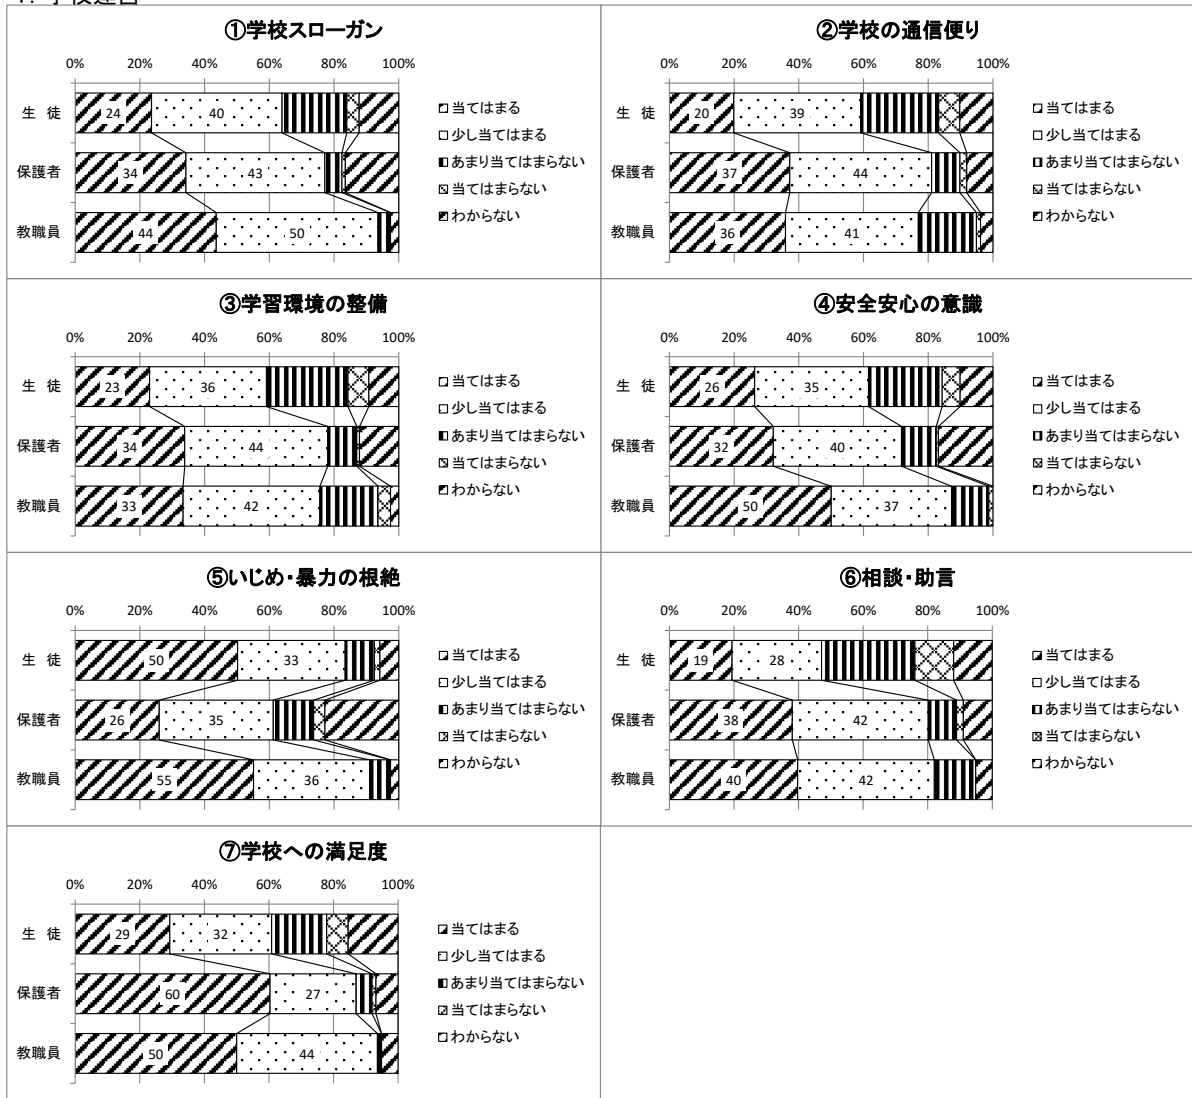 ①学校スローガン
0% 20% 40% 60% 80% 100%
生 徒 24 40
保護者 34 43
教職員 44 50
当てはまる
少し当てはまる
あまり当てはまらない
当てはまらない
わからない
②学校の通信便り
0% 20% 40% 60% 80% 100%
生 徒 20 39
保護者 37 44
教職員 36 41
当てはまる
少し当てはまる
あまり当てはまらない
当てはまらない
わからない
③学習環境の整備
0% 20% 40% 60% 80% 100%
生 徒 23 36
保護者 34 44
教職員 33 42
当てはまる
少し当てはまる
あまり当てはまらない
当てはまらない
わからない
④安全安心の意識
0% 20% 40% 60% 80% 100%
生 徒 26 35
保護者 32 40
教職員 50 37
当てはまる
少し当てはまる
あまり当てはまらない
当てはまらない
わからない
⑤いじめ・暴力の根絶
0% 20% 40% 60% 80% 100%
生 徒 50 33
保護者 26 35
教職員 55 36
当てはまる
少し当てはまる
あまり当てはまらない
当てはまらない
わからない
⑥相談・助言
0% 20% 40% 60% 80% 100%
生 徒 19 28
保護者 38 42
教職員 40 42
当てはまる
少し当てはまる
あまり当てはまらない
当てはまらない
わからない
⑦学校への満足度
0% 20% 40% 60% 80% 100%
生 徒 29 32
保護者 60 27
教職員 50 44
当てはまる
少し当てはまる
あまり当てはまらない
当てはまらない
わからない